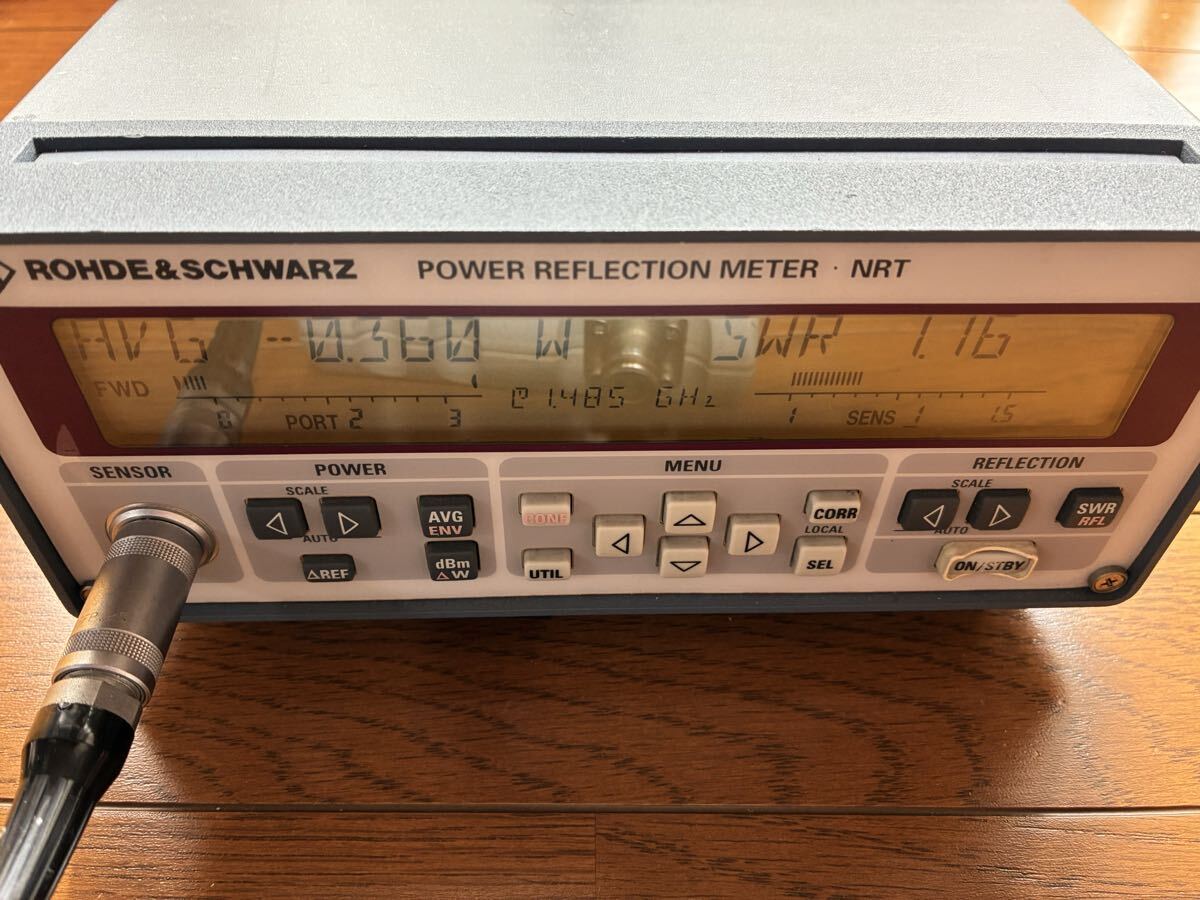 ROHDE&SCHWARZ POWER REFLECTION METER · NRT
AVG -0.360 W SWR 1.16
FWD @1.485 GHz
0 PORT 2 3 1 SENS 1 1.5
SENSOR POWER MENU REFLECTION
SCALE SCALE
AVG
ENV
CONF
CORR
LOCAL
SWR
RFL
AUTO AUTO
ΔREF
dBm
ΔW
UTIL
SEL
ON/STBY